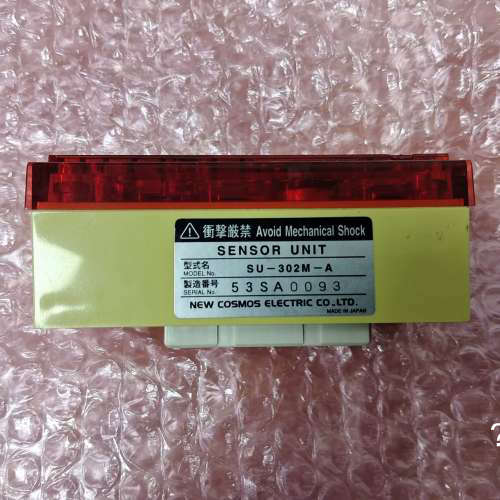 ⚠ 衝撃厳禁 Avoid Mechanical Shock
SENSOR UNIT
型式名 MODEL No. SU-302M-A
製造番号 SERIAL No. 53SA0093
NEW COSMOS ELECTRIC CO.,LTD.
MADE IN JAPAN
?